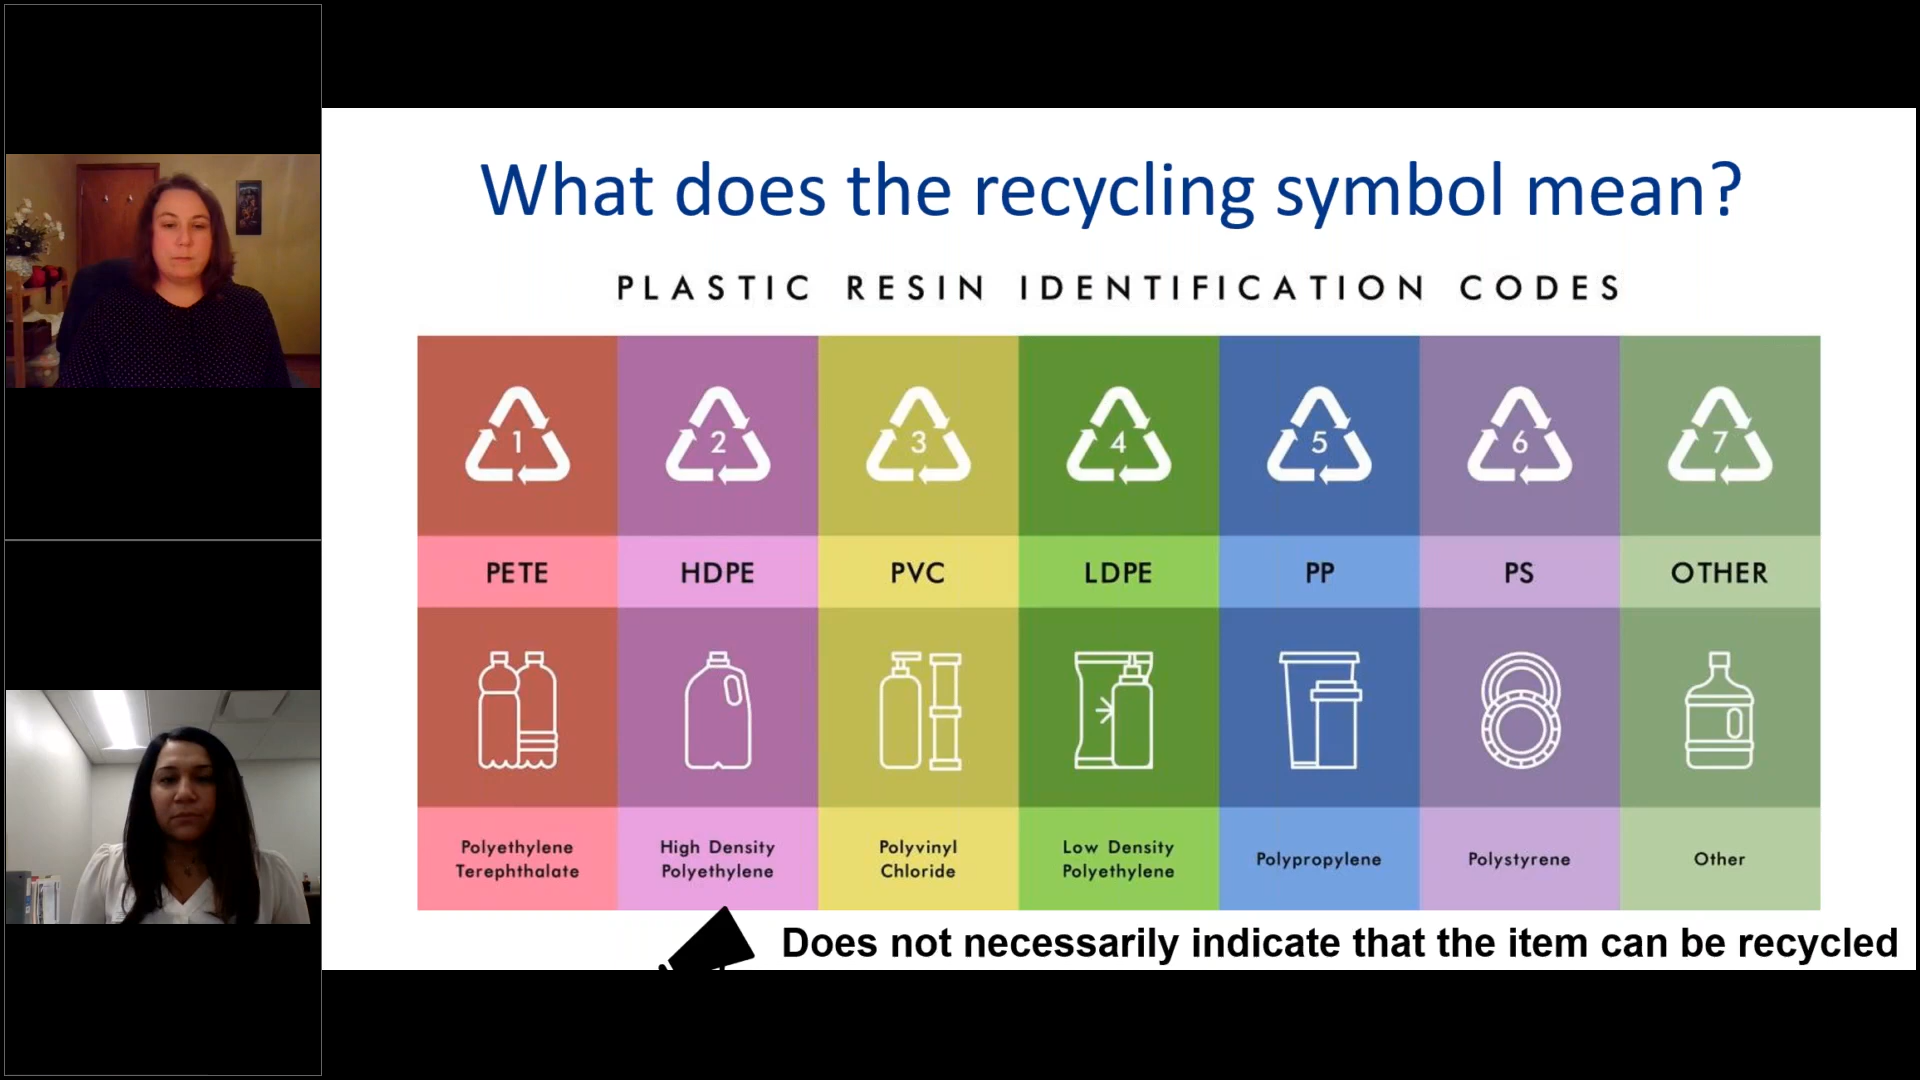 What does the recycling symbol mean?
PLASTIC RESIN IDENTIFICATION CODES
1 2 3 4 5 6 7
PETE HDPE PVC LDPE PP PS OTHER
Polyethylene Terephthalate
High Density Polyethylene
Polyvinyl Chloride
Low Density Polyethylene
Polypropylene
Polystyrene
Other
Does not necessarily indicate that the item can be recycled